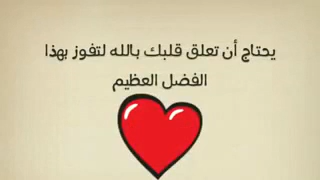 يحتاج أن تعلق قلبك بالله لتفوز بهذا
الفضل العظيم